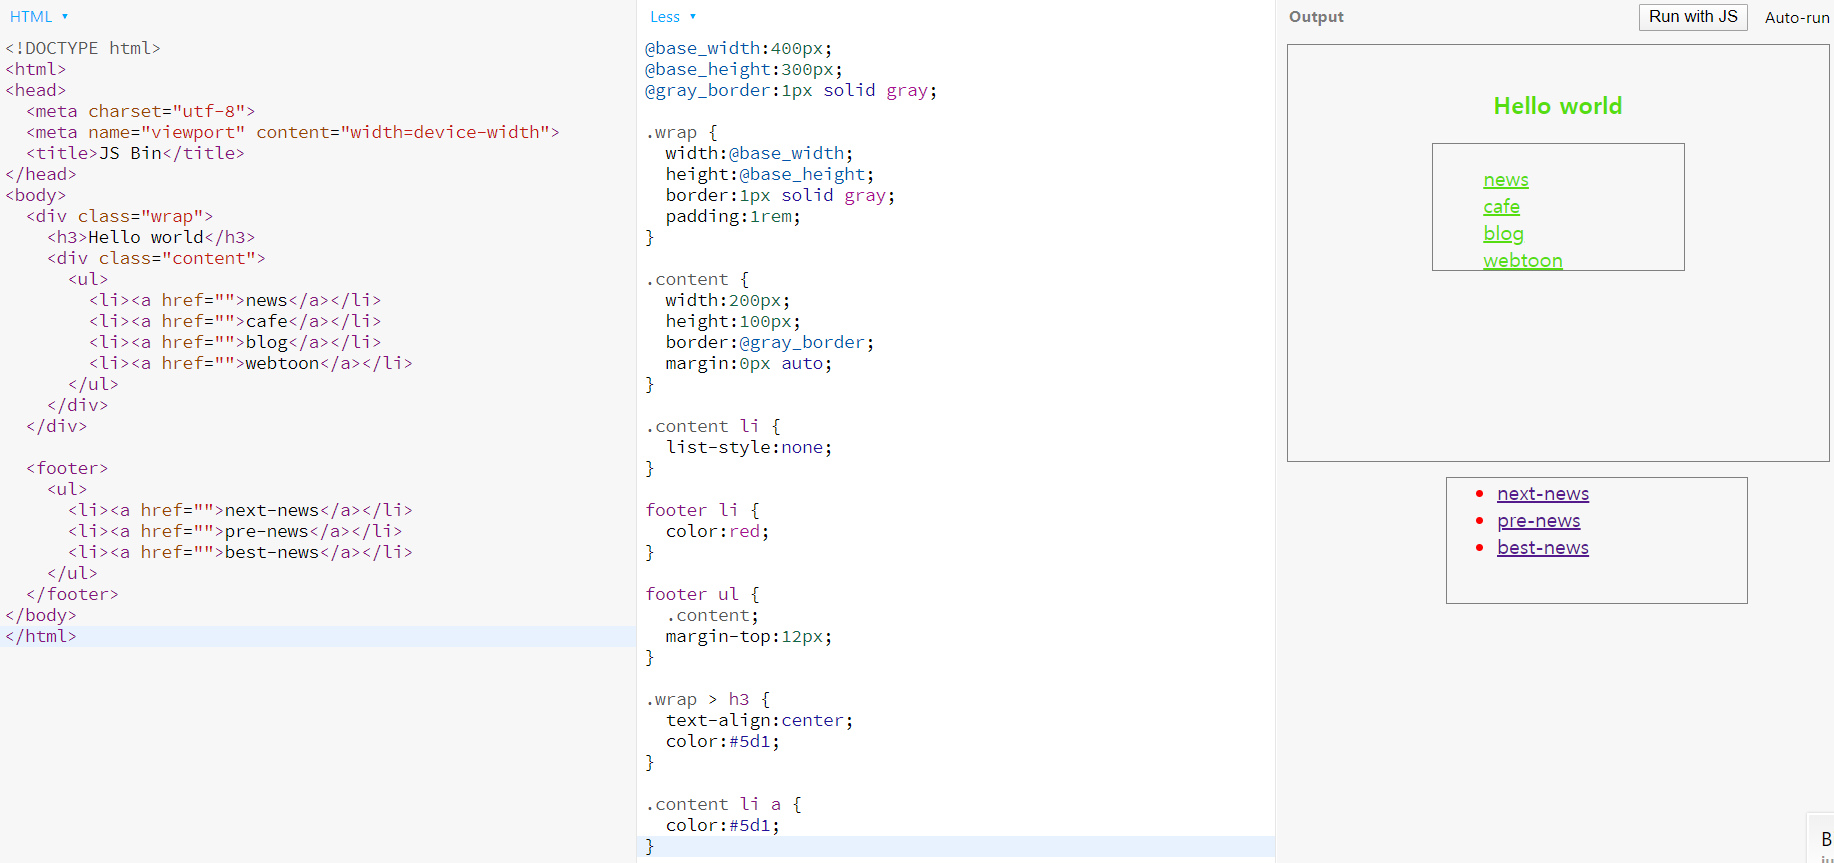 HTML ▾
<!DOCTYPE html>
<html>
<head>
  <meta charset="utf-8">
  <meta name="viewport" content="width=device-width">
  <title>JS Bin</title>
</head>
<body>
  <div class="wrap">
    <h3>Hello world</h3>
    <div class="content">
      <ul>
        <li><a href="">news</a></li>
        <li><a href="">cafe</a></li>
        <li><a href="">blog</a></li>
        <li><a href="">webtoon</a></li>
      </ul>
    </div>
  </div>

  <footer>
    <ul>
      <li><a href="">next-news</a></li>
      <li><a href="">pre-news</a></li>
      <li><a href="">best-news</a></li>
    </ul>
  </footer>
</body>
</html>
Less ▾
@base_width:400px;
@base_height:300px;
@gray_border:1px solid gray;

.wrap {
  width:@base_width;
  height:@base_height;
  border:1px solid gray;
  padding:1rem;
}

.content {
  width:200px;
  height:100px;
  border:@gray_border;
  margin:0px auto;
}

.content li {
  list-style:none;
}

footer li {
  color:red;
}

footer ul {
  .content;
  margin-top:12px;
}

.wrap > h3 {
  text-align:center;
  color:#5d1;
}

.content li a {
  color:#5d1;
}
Output
Run with JS
Auto-run
Hello world
news
cafe
blog
webtoon
• next-news
• pre-news
• best-news
B